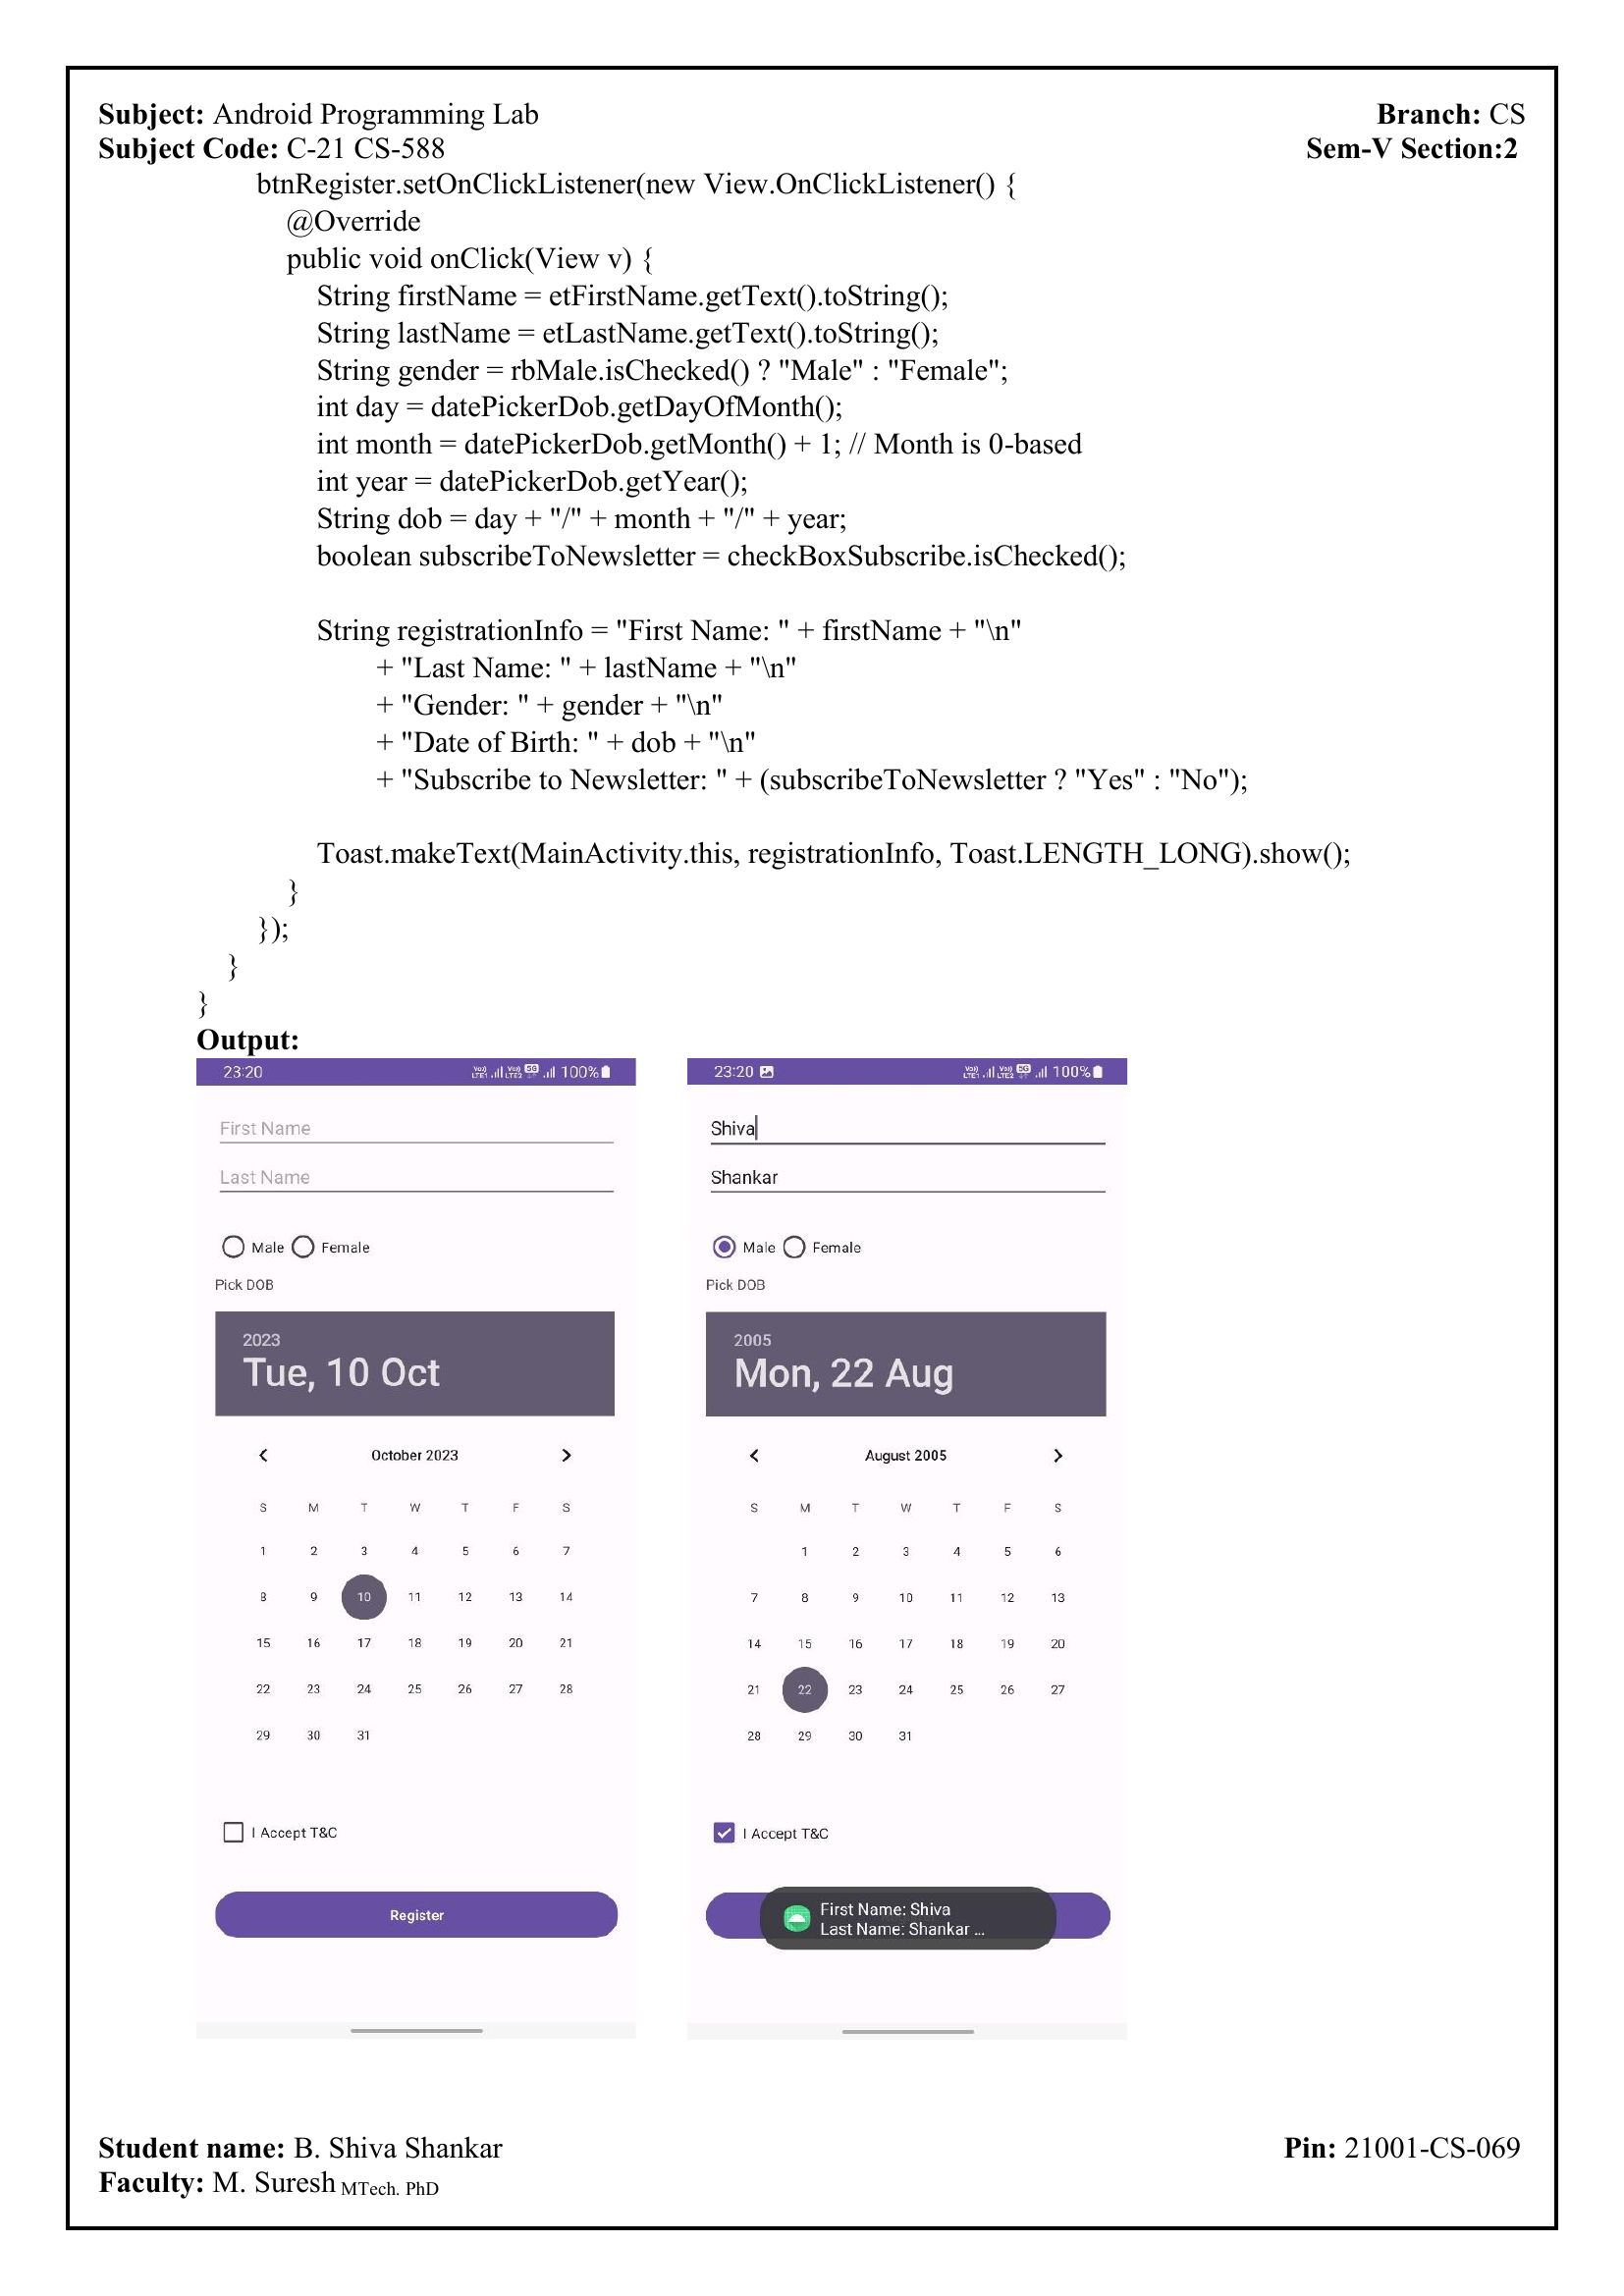 Subject: Android Programming Lab Branch: CS
Subject Code: C-21 CS-588 Sem-V Section:2
btnRegister.setOnClickListener(new View.OnClickListener() {
@Override
public void onClick(View v) {
String firstName = etFirstName.getText().toString();
String lastName = etLastName.getText().toString();
String gender = rbMale.isChecked() ? "Male" : "Female";
int day = datePickerDob.getDayOfMonth();
int month = datePickerDob.getMonth() + 1; // Month is 0-based
int year = datePickerDob.getYear();
String dob = day + "/" + month + "/" + year;
boolean subscribeToNewsletter = checkBoxSubscribe.isChecked();
String registrationInfo = "First Name: " + firstName + "\n"
+ "Last Name: " + lastName + "\n"
+ "Gender: " + gender + "\n"
+ "Date of Birth: " + dob + "\n"
+ "Subscribe to Newsletter: " + (subscribeToNewsletter ? "Yes" : "No");
Toast.makeText(MainActivity.this, registrationInfo, Toast.LENGTH_LONG).show();
}
});
}
}
Output:
23:20 Vo)) LTE1 Vo)) LTE2 5G 100%
First Name
Last Name
Male Female
Pick DOB
2023
Tue, 10 Oct
October 2023
S M T W T F S
1 2 3 4 5 6 7
8 9 10 11 12 13 14
15 16 17 18 19 20 21
22 23 24 25 26 27 28
29 30 31
I Accept T&C
Register
23:20 Vo)) LTE1 Vo)) LTE2 5G 100%
Shiva
Shankar
Male Female
Pick DOB
2005
Mon, 22 Aug
August 2005
S M T W T F S
1 2 3 4 5 6
7 8 9 10 11 12 13
14 15 16 17 18 19 20
21 22 23 24 25 26 27
28 29 30 31
I Accept T&C
First Name: Shiva
Last Name: Shankar ...
Student name: B. Shiva Shankar Pin: 21001-CS-069
Faculty: M. Suresh MTech. PhD